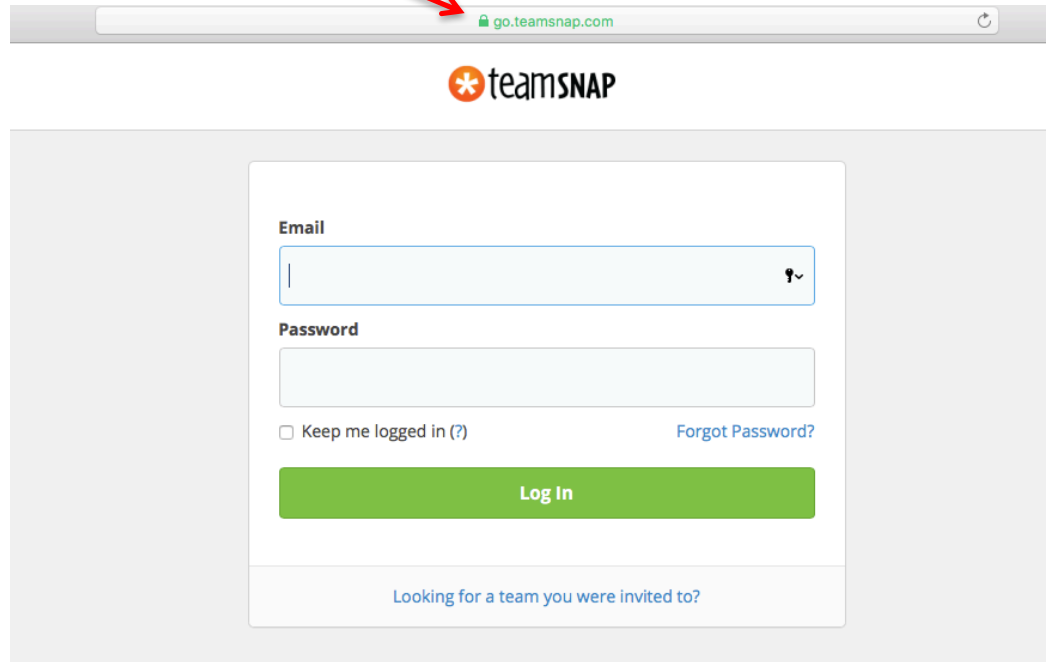 go.teamsnap.com
teamSNAP
Email
Password
Keep me logged in (?)
Forgot Password?
Log In
Looking for a team you were invited to?